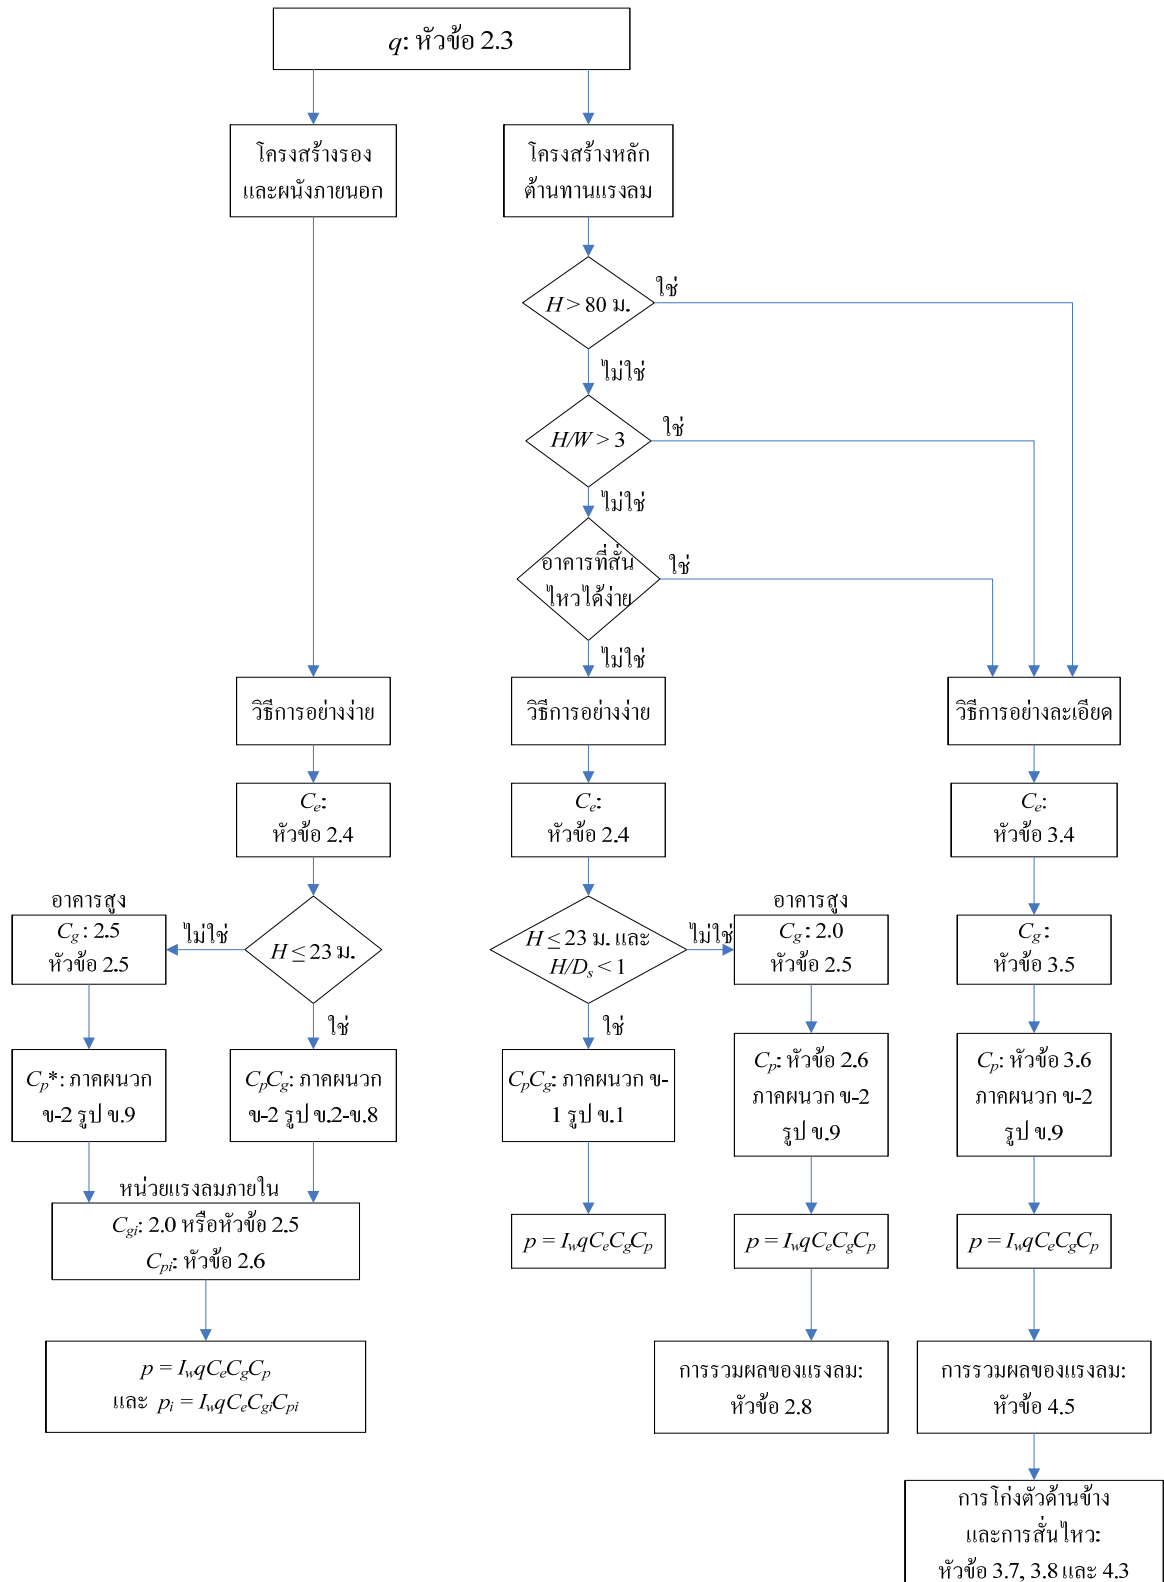 q: หัวข้อ 2.3
โครงสร้างรอง
และผนังภายนอก
โครงสร้างหลัก
ต้านทานแรงลม
H > 80 ม.
ใช่
ไม่ใช่
H/W > 3
ใช่
ไม่ใช่
อาคารที่สั่น
ไหวได้ง่าย
ใช่
ไม่ใช่
วิธีการอย่างง่าย
วิธีการอย่างง่าย
วิธีการอย่างละเอียด
Ce:
หัวข้อ 2.4
Ce:
หัวข้อ 2.4
Ce:
หัวข้อ 3.4
อาคารสูง
Cg : 2.5
หัวข้อ 2.5
ไม่ใช่
H ≤ 23 ม.
ใช่
H ≤ 23 ม. และ
H/Ds < 1
ไม่ใช่
ใช่
อาคารสูง
Cg : 2.0
หัวข้อ 2.5
Cg:
หัวข้อ 3.5
Cp*: ภาคผนวก
ข-2 รูป ข.9
CpCg: ภาคผนวก
ข-2 รูป ข.2-ข.8
CpCg: ภาคผนวก ข-
1 รูป ข.1
Cp: หัวข้อ 2.6
ภาคผนวก ข-2
รูป ข.9
Cp: หัวข้อ 3.6
ภาคผนวก ข-2
รูป ข.9
หน่วยแรงลมภายใน
Cgi: 2.0 หรือหัวข้อ 2.5
Cpi: หัวข้อ 2.6
p = IwqCeCgCp
p = IwqCeCgCp
p = IwqCeCgCp
p = IwqCeCgCp
และ pi = IwqCeCgiCpi
การรวมผลของแรงลม:
หัวข้อ 2.8
การรวมผลของแรงลม:
หัวข้อ 4.5
การโก่งตัวด้านข้าง
และการสั่นไหว:
หัวข้อ 3.7, 3.8 และ 4.3